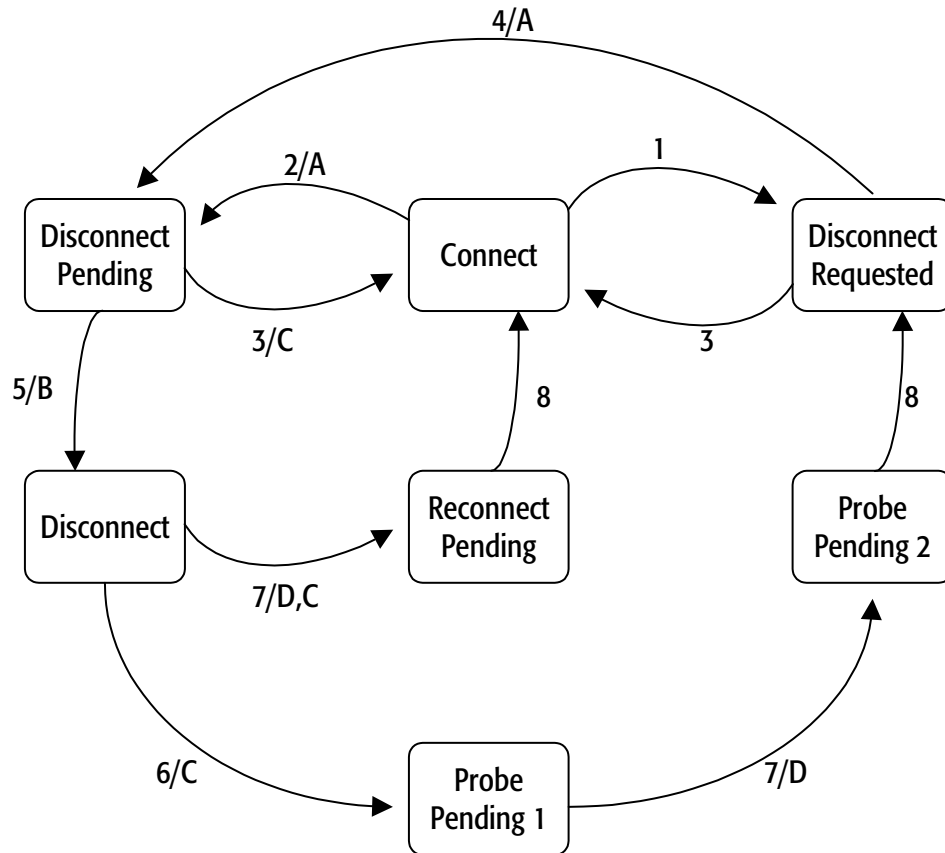 4/A
2/A
1
Disconnect
Pending
Connect
Disconnect
Requested
3/C
3
5/B
8
8
Disconnect
Reconnect
Pending
Probe
Pending 2
7/D,C
6/C
Probe
Pending 1
7/D